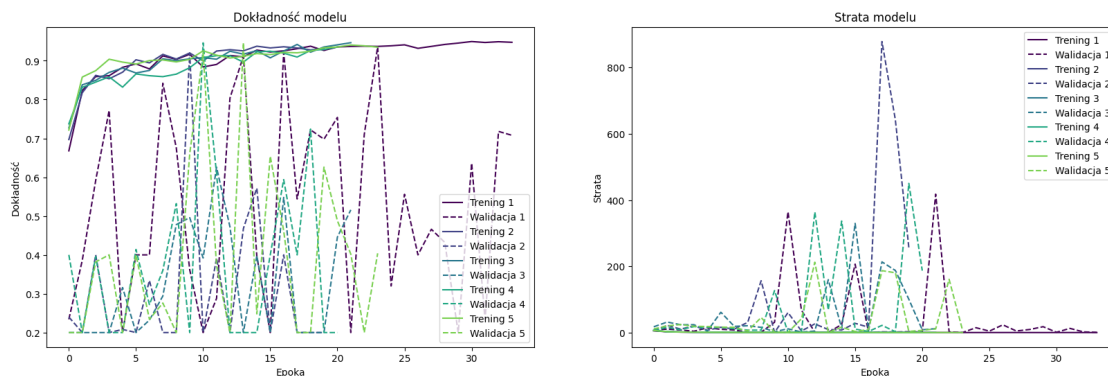 Dokładność modelu
Dokładność
0.9
0.8
0.7
0.6
0.5
0.4
0.3
0.2
0
5
10
15
20
25
30
Epoka
Trening 1
Walidacja 1
Trening 2
Walidacja 2
Trening 3
Walidacja 3
Trening 4
Walidacja 4
Trening 5
Walidacja 5
Strata modelu
Strata
800
600
400
200
0
0
5
10
15
20
25
30
Epoka
Trening 1
Walidacja 1
Trening 2
Walidacja 2
Trening 3
Walidacja 3
Trening 4
Walidacja 4
Trening 5
Walidacja 5